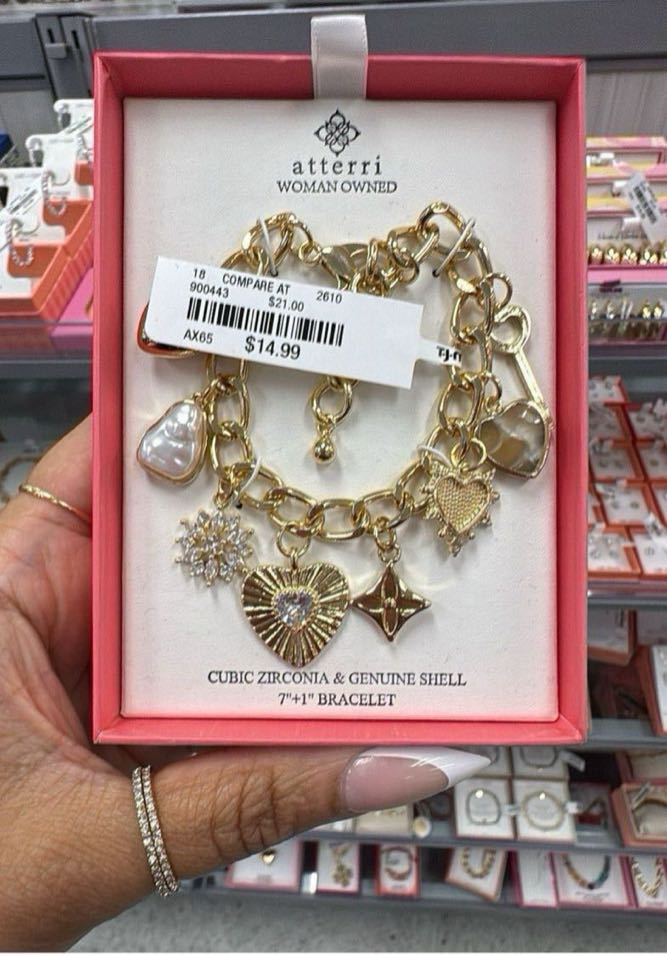 atterri
WOMAN OWNED
18 COMPARE AT 2610
900443 $21.00
AX65 $14.99
CUBIC ZIRCONIA & GENUINE SHELL
7"+1" BRACELET